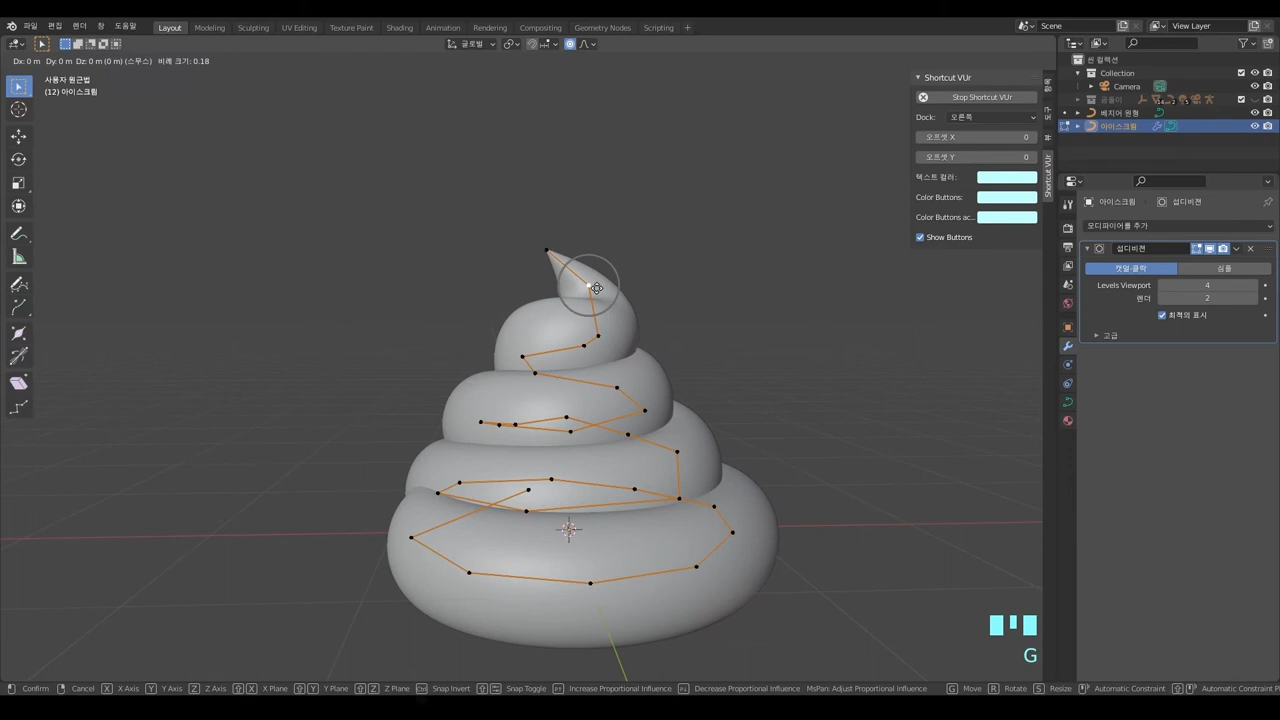 파일 편집 렌더 창 도움말 Layout Modeling Sculpting UV Editing Texture Paint Shading Animation Rendering Compositing Geometry Nodes Scripting + Scene View Layer
글로벌
Dx: 0 m Dy: 0 m Dz: 0 m (0 m) (스무스) 비례 크기: 0.18
사용자 원근법
(12) 아이스크림
Shortcut VUr
Stop Shortcut VUr
Dock: 오른쪽
오프셋 X 0
오프셋 Y 0
텍스트 컬러:
Color Buttons:
Color Buttons ac...
Show Buttons
Shortcut VUr
씬 컬렉션
Collection
Camera
베지어 원형
아이스크림
아이스크림 섭디비젼
모디파이어를 추가
섭디비젼
캣멀-클락 심플
Levels Viewport 4
렌더 2
최적의 표시
고급
G
Confirm Cancel X X Axis Y Y Axis Z Z Axis X X Plane Y Y Plane Z Z Plane Snap Invert Snap Toggle Increase Proportional Influence Decrease Proportional Influence MsPan: Adjust Proportional Influence G Move R Rotate S Resize Automatic Constraint Automatic Constraint Pl